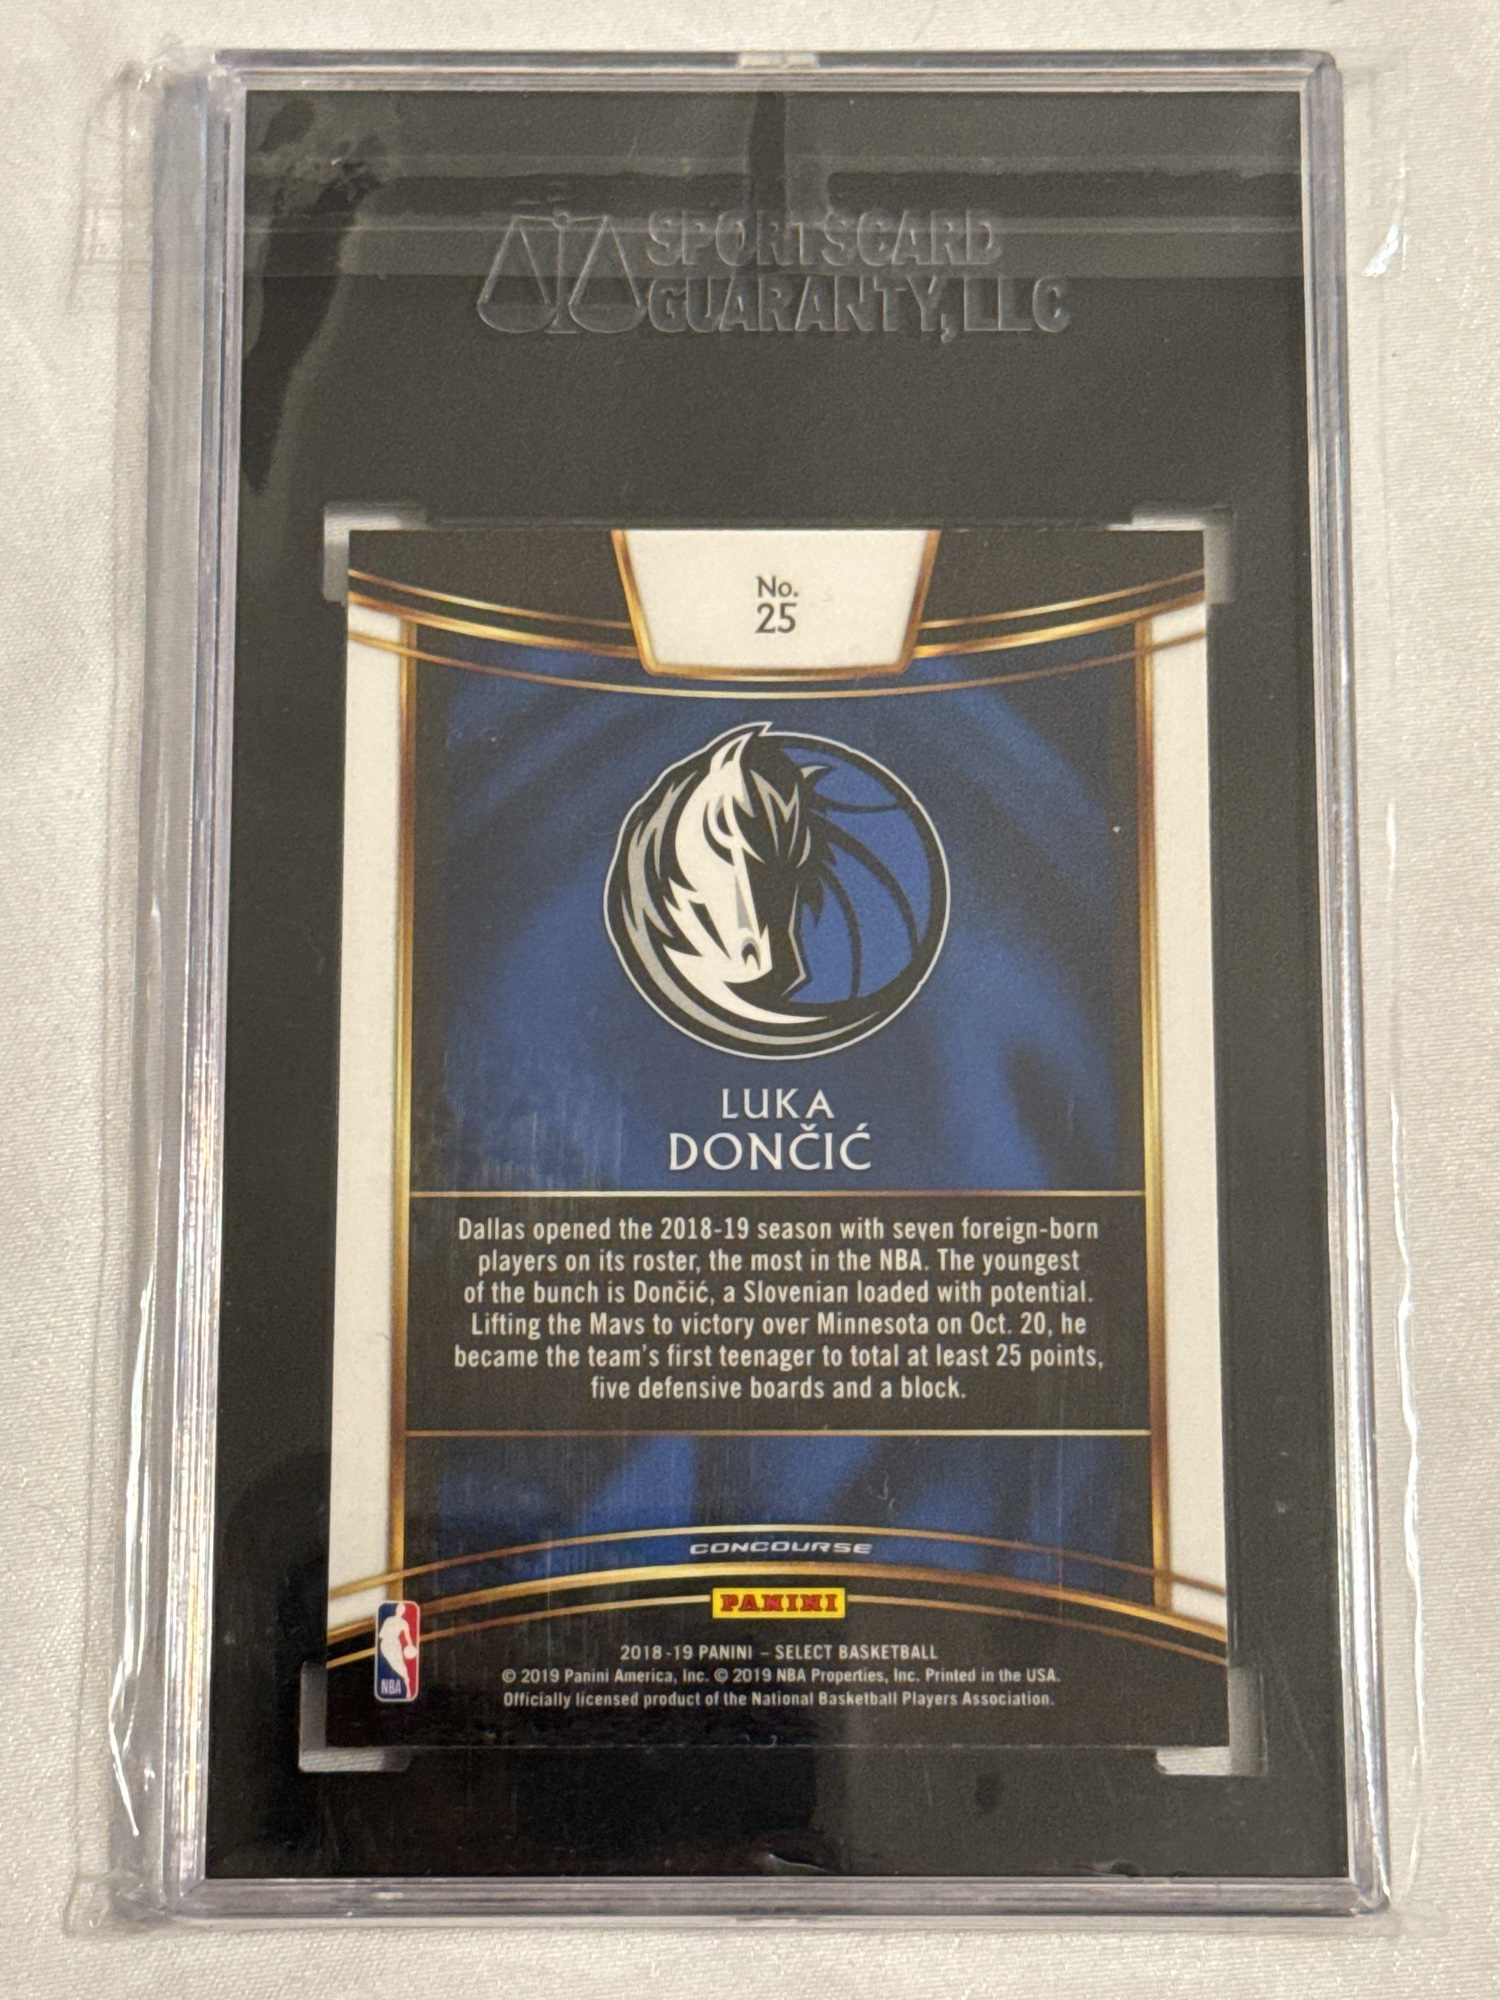 SPORTSCARD
GUARANTY, LLC
No.
25
LUKA
DONČIĆ
Dallas opened the 2018-19 season with seven foreign-born
players on its roster, the most in the NBA. The youngest
of the bunch is Dončić, a Slovenian loaded with potential.
Lifting the Mavs to victory over Minnesota on Oct. 20, he
became the team's first teenager to total at least 25 points,
five defensive boards and a block.
CONCOURSE
PANINI
2018-19 PANINI – SELECT BASKETBALL
© 2019 Panini America, Inc. © 2019 NBA Properties, Inc. Printed in the USA.
Officially licensed product of the National Basketball Players Association.
NBA